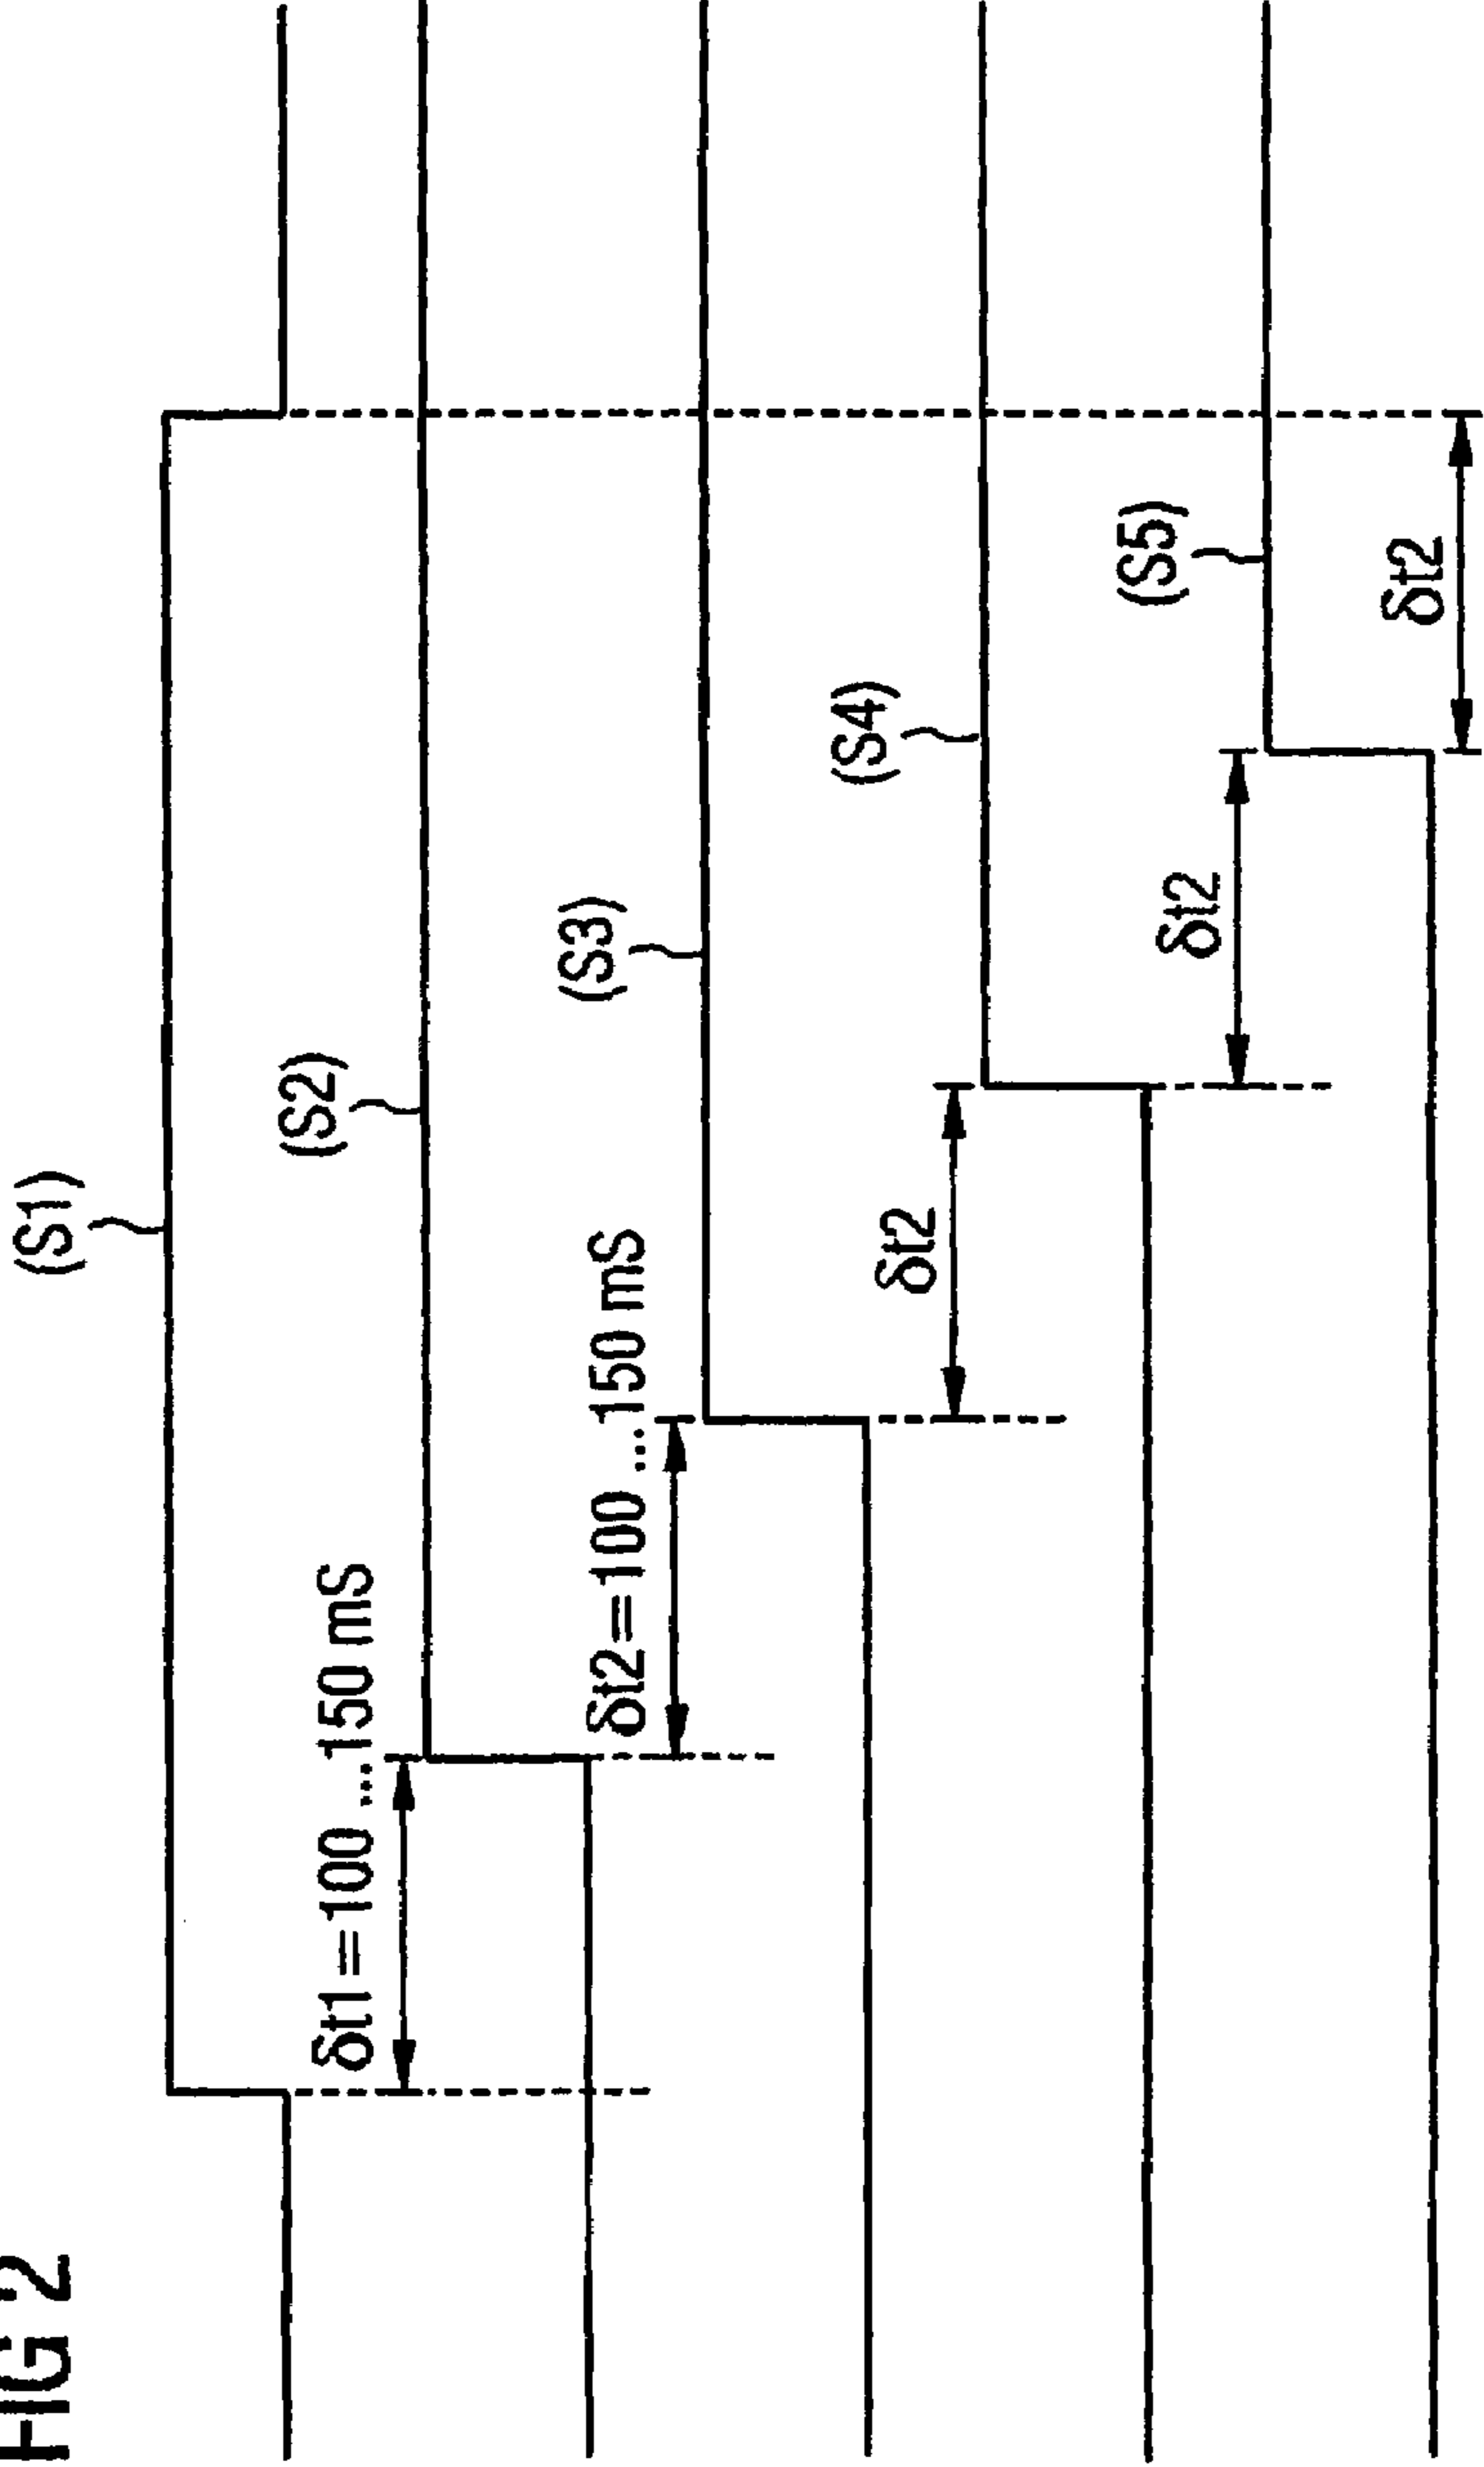 FIG 2
(S1)
δt1=100 ...150 mS
(S2)
δt2=100 ...150 mS
(S3)
δt2
(S4)
δt2
(S5)
δt2